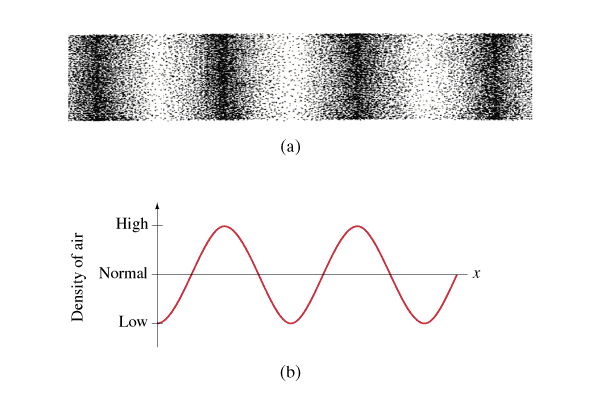 (a)
High
Density of air
Normal
x
Low
(b)